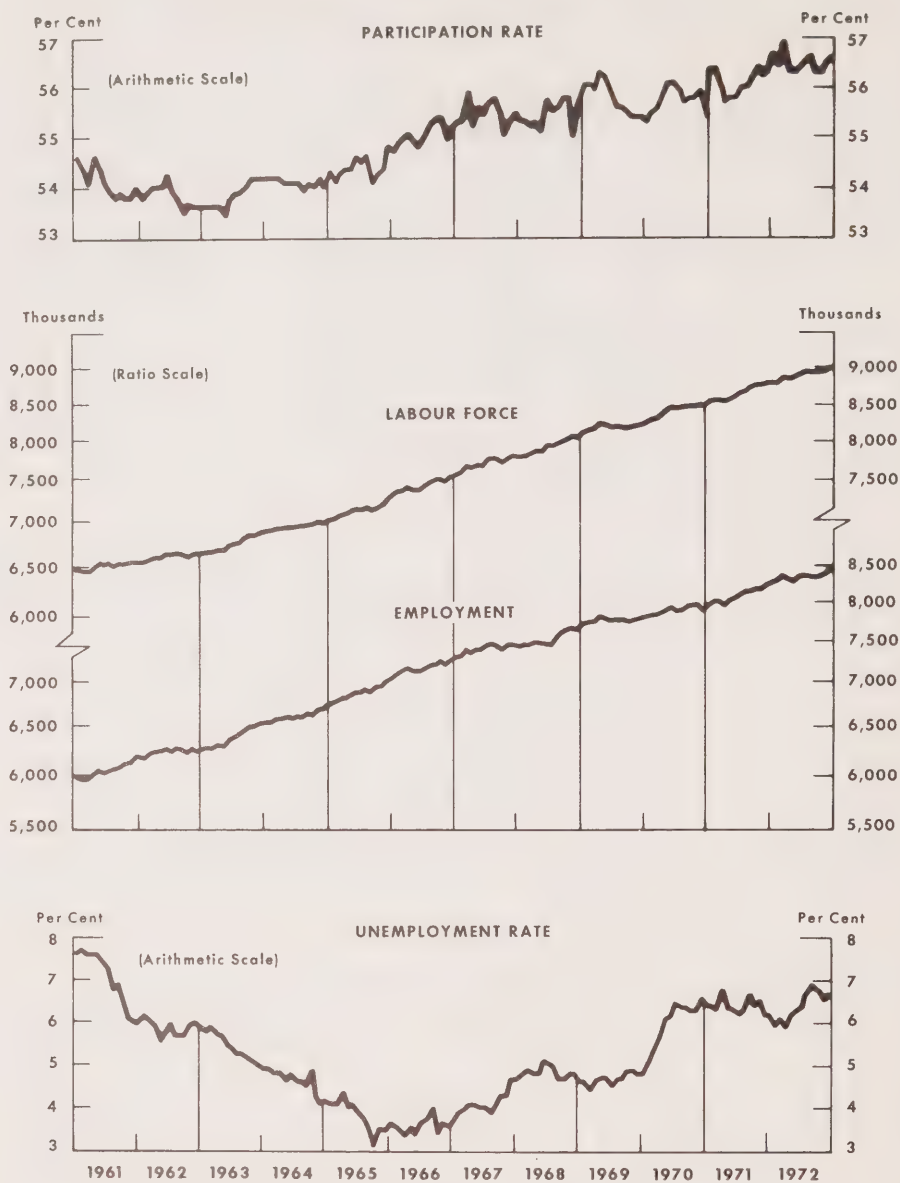 Per Cent PARTICIPATION RATE Per Cent
57 57
(Arithmetic Scale)
56 56
55 55
54 54
53 53
Thousands Thousands
9,000 (Ratio Scale) 9,000
8,500 LABOUR FORCE 8,500
8,000 8,000
7,500 7,500
7,000
6,500 8,500
6,000 EMPLOYMENT 8,000
7,500
7,000 7,000
6,500 6,500
6,000 6,000
5,500 5,500
Per Cent UNEMPLOYMENT RATE Per Cent
8 8
(Arithmetic Scale)
7 7
6 6
5 5
4 4
3 3
1961 1962 1963 1964 1965 1966 1967 1968 1969 1970 1971 1972